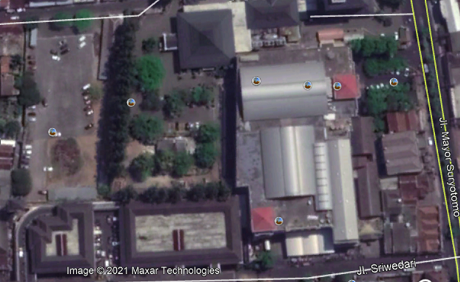 Jl. Mayor Suryotomo
Jl. Sriwedari
Image © 2021 Maxar Technologies